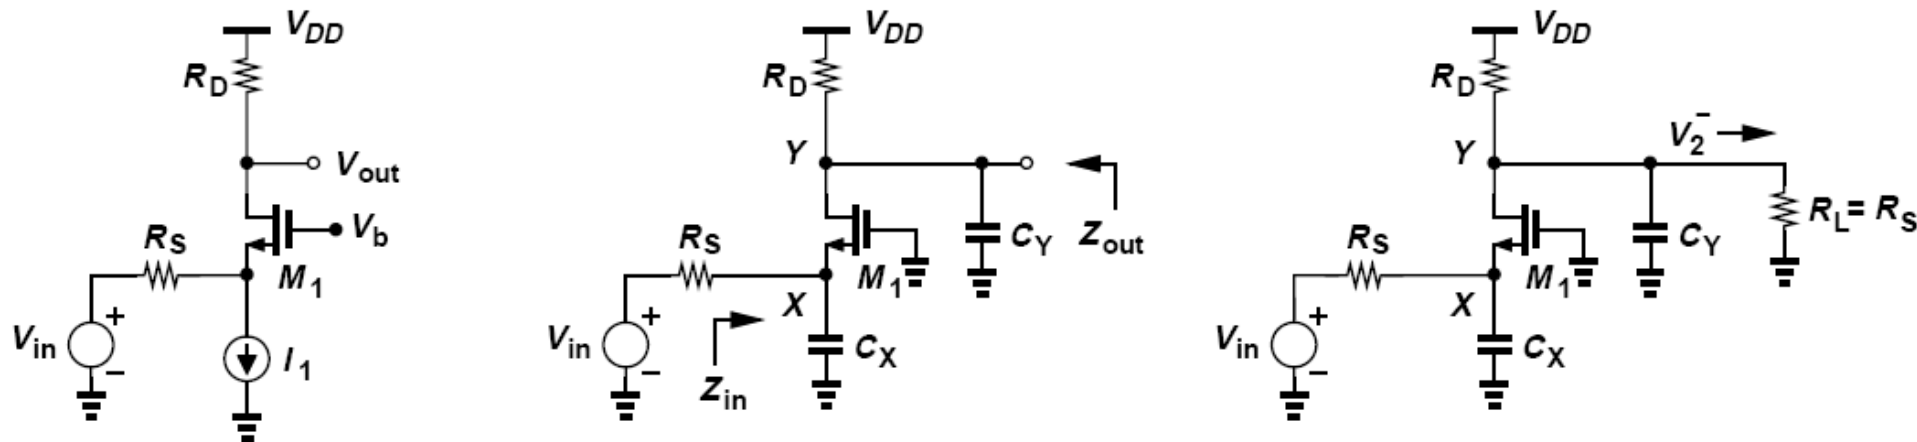 V_DD
R_D
V_out
R_S
V_b
M_1
V_in
+
−
I_1
V_DD
R_D
Y
R_S
C_Y
Z_out
M_1
X
V_in
+
−
Z_in
C_X
V_DD
R_D
V_2^-
Y
R_S
C_Y
R_L = R_S
M_1
X
V_in
+
−
C_X